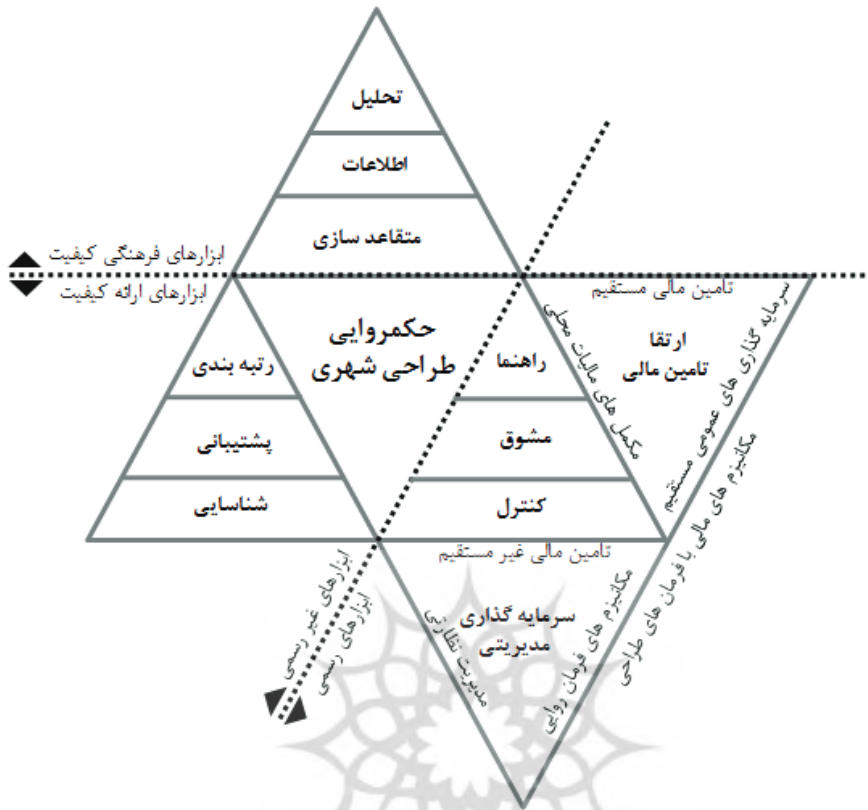 تحلیل
اطلاعات
متقاعد سازی
ابزارهای فرهنگی کیفیت
ابزارهای ارائه کیفیت
تامین مالی مستقیم
حکمروایی
طراحی شهری
رتبه بندی
پشتیبانی
شناسایی
راهنما
مشوق
کنترل
مکمل های مالیات محلی
ارتقا
تامین مالی
سرمایه گذاری های عمومی مستقیم
مکانیزم های مالی با فرمان های طراحی
تامین مالی غیر مستقیم
سرمایه گذاری
مدیریتی
مدیریت نظارتی
مکانیزم های فرمان روایی
ابزارهای غیر رسمی
ابزارهای رسمی